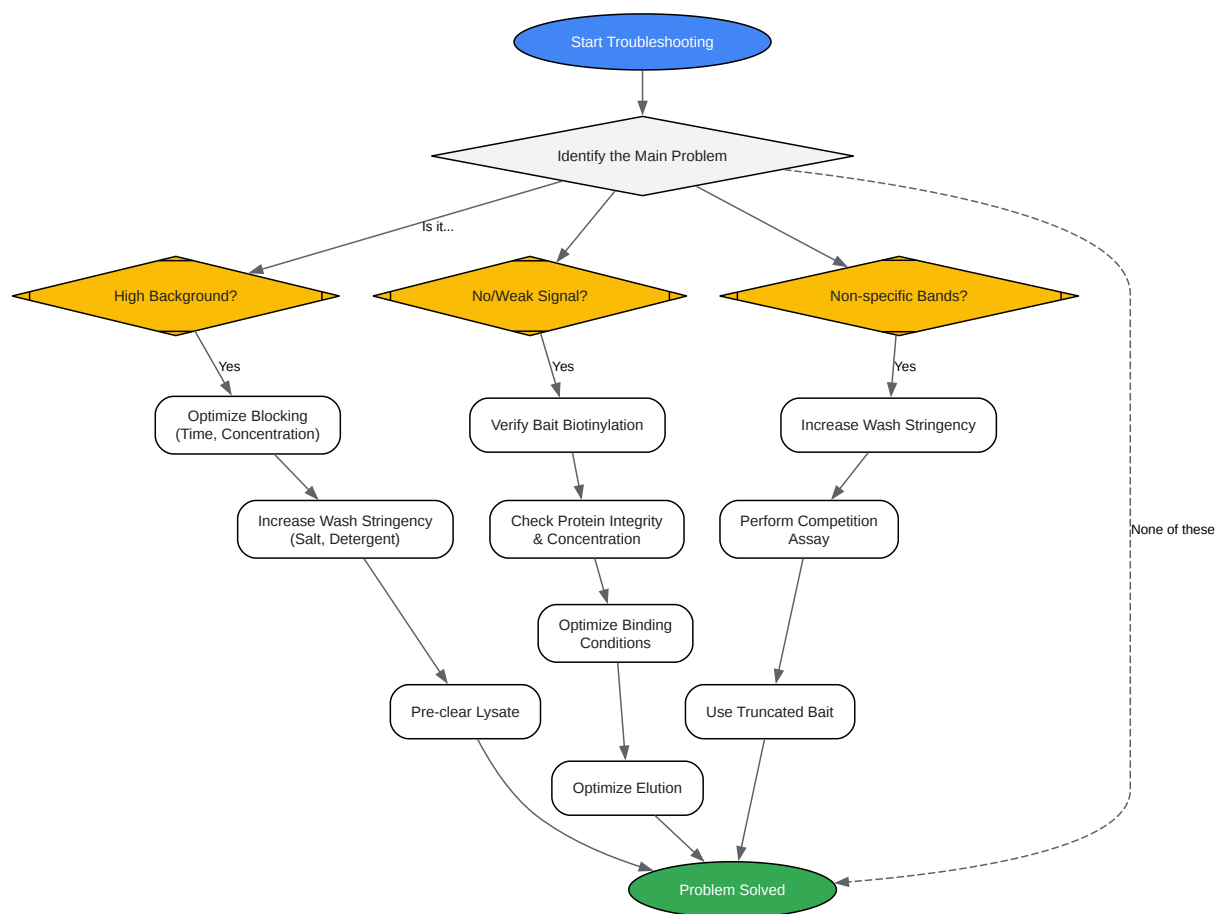 Start Troubleshooting
Identify the Main Problem
Is it...
High Background?
No/Weak Signal?
Non-specific Bands?
Yes
Yes
Yes
Optimize Blocking
(Time, Concentration)
Verify Bait Biotinylation
Increase Wash Stringency
Increase Wash Stringency
(Salt, Detergent)
Check Protein Integrity
& Concentration
Perform Competition
Assay
None of these
Optimize Binding
Conditions
Pre-clear Lysate
Use Truncated Bait
Optimize Elution
Problem Solved